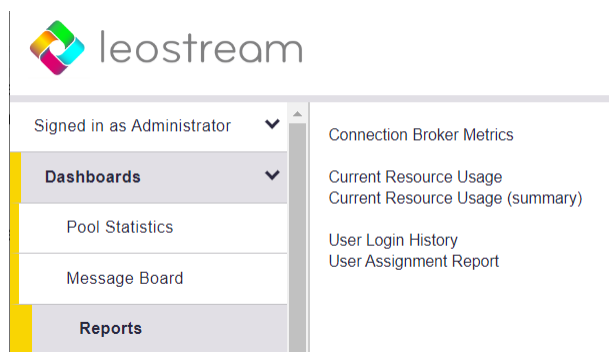 leostream
Signed in as Administrator
Dashboards
Pool Statistics
Message Board
Reports
Connection Broker Metrics
Current Resource Usage
Current Resource Usage (summary)
User Login History
User Assignment Report